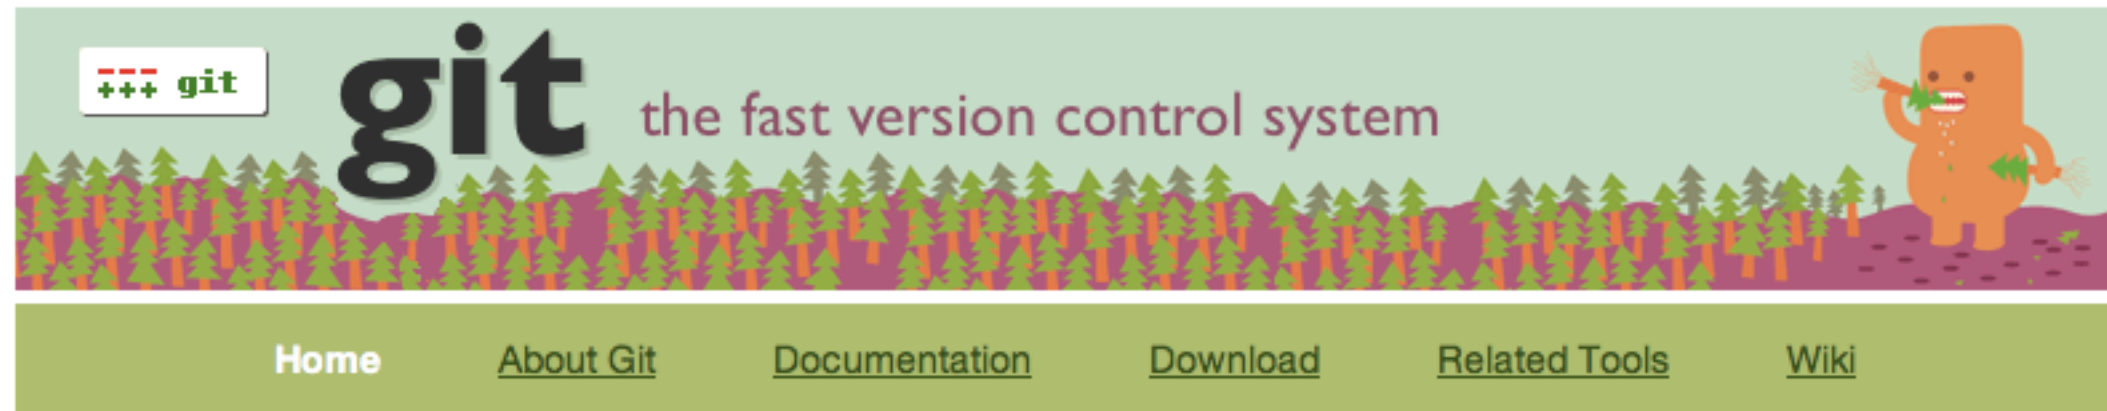 git
git
the fast version control system
Home About Git Documentation Download Related Tools Wiki